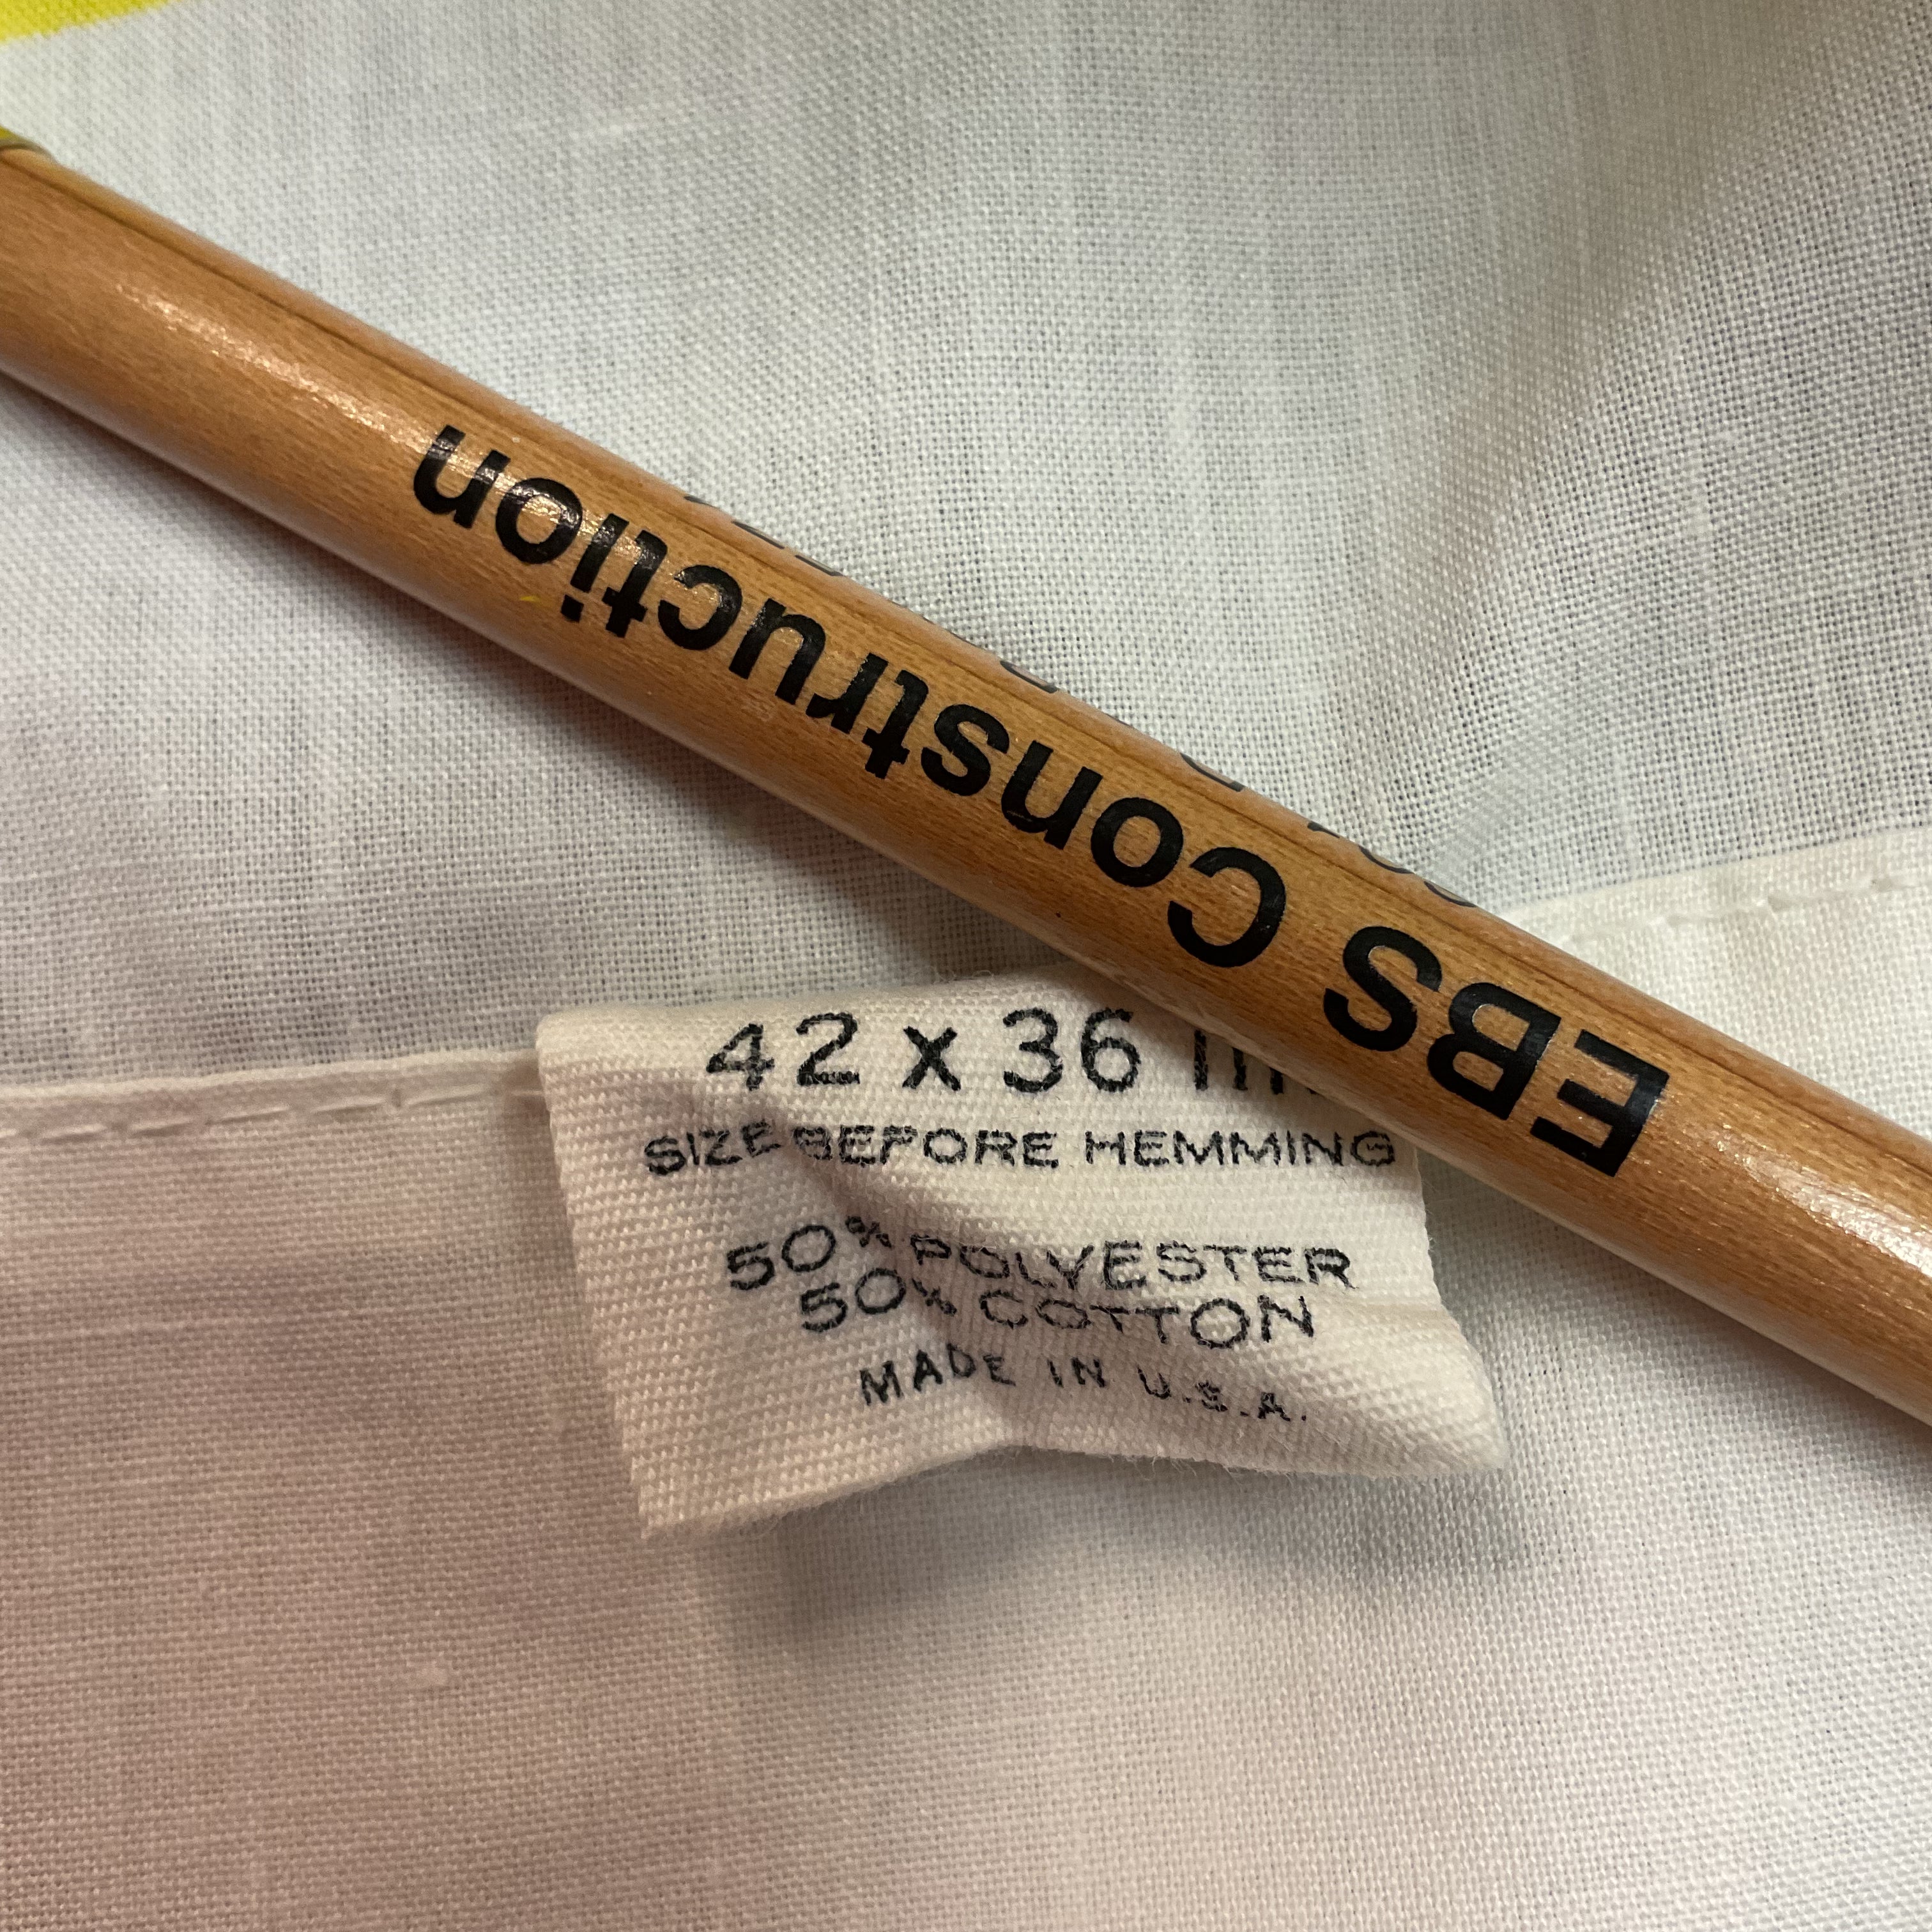 EBS Construction
42 x 36
SIZE BEFORE HEMMING
50% POLYESTER
50% COTTON
MADE IN U.S.A.